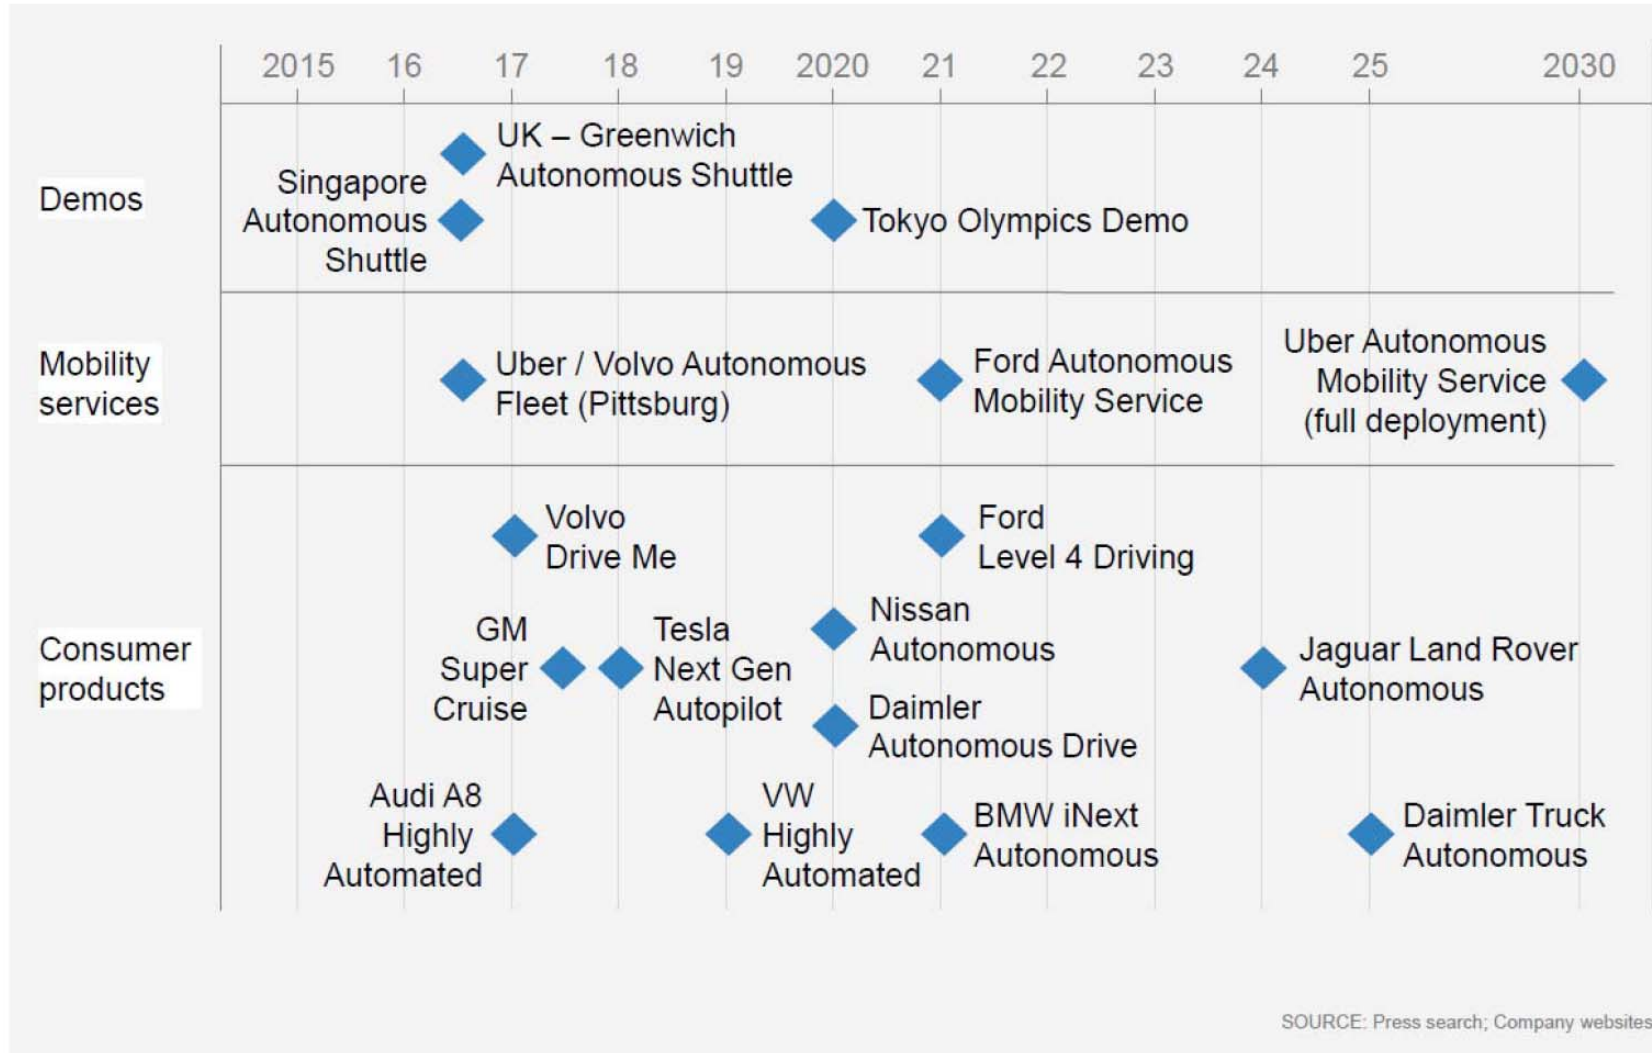 2015 16 17 18 19 2020 21 22 23 24 25 2030
Demos
UK – Greenwich
Autonomous Shuttle
Singapore
Autonomous
Shuttle
Tokyo Olympics Demo
Mobility
services
Uber / Volvo Autonomous
Fleet (Pittsburg)
Ford Autonomous
Mobility Service
Uber Autonomous
Mobility Service
(full deployment)
Consumer
products
Volvo
Drive Me
Ford
Level 4 Driving
GM
Super
Cruise
Tesla
Next Gen
Autopilot
Nissan
Autonomous
Daimler
Autonomous Drive
Jaguar Land Rover
Autonomous
Audi A8
Highly
Automated
VW
Highly
Automated
BMW iNext
Autonomous
Daimler Truck
Autonomous
SOURCE: Press search; Company websites